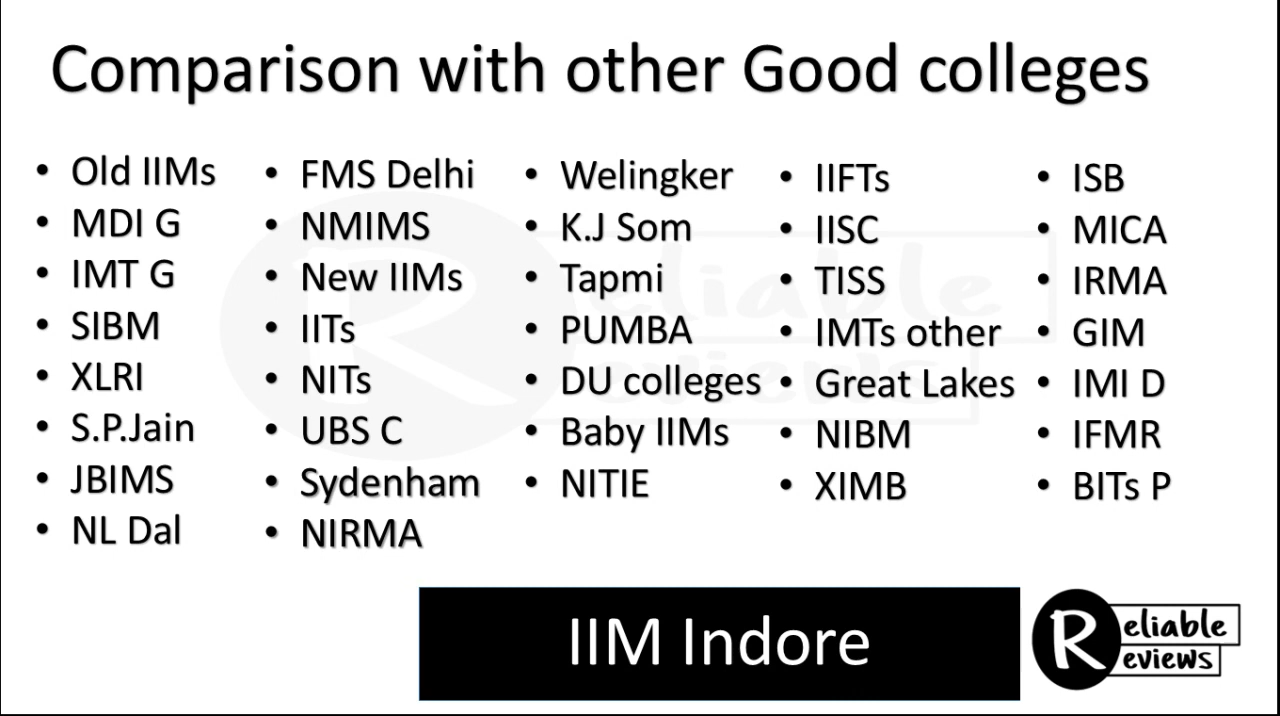 Comparison with other Good colleges
• Old IIMs
• MDI G
• IMT G
• SIBM
• XLRI
• S.P.Jain
• JBIMS
• NL Dal
• FMS Delhi
• NMIMS
• New IIMs
• IITs
• NITs
• UBS C
• Sydenham
• NIRMA
• Welingker
• K.J Som
• Tapmi
• PUMBA
• DU colleges
• Baby IIMs
• NITIE
• IIFTs
• IISC
• TISS
• IMTs other
• Great Lakes
• NIBM
• XIMB
• ISB
• MICA
• IRMA
• GIM
• IMI D
• IFMR
• BITs P
Reliable
Reviews
IIM Indore
Reliable
Reviews